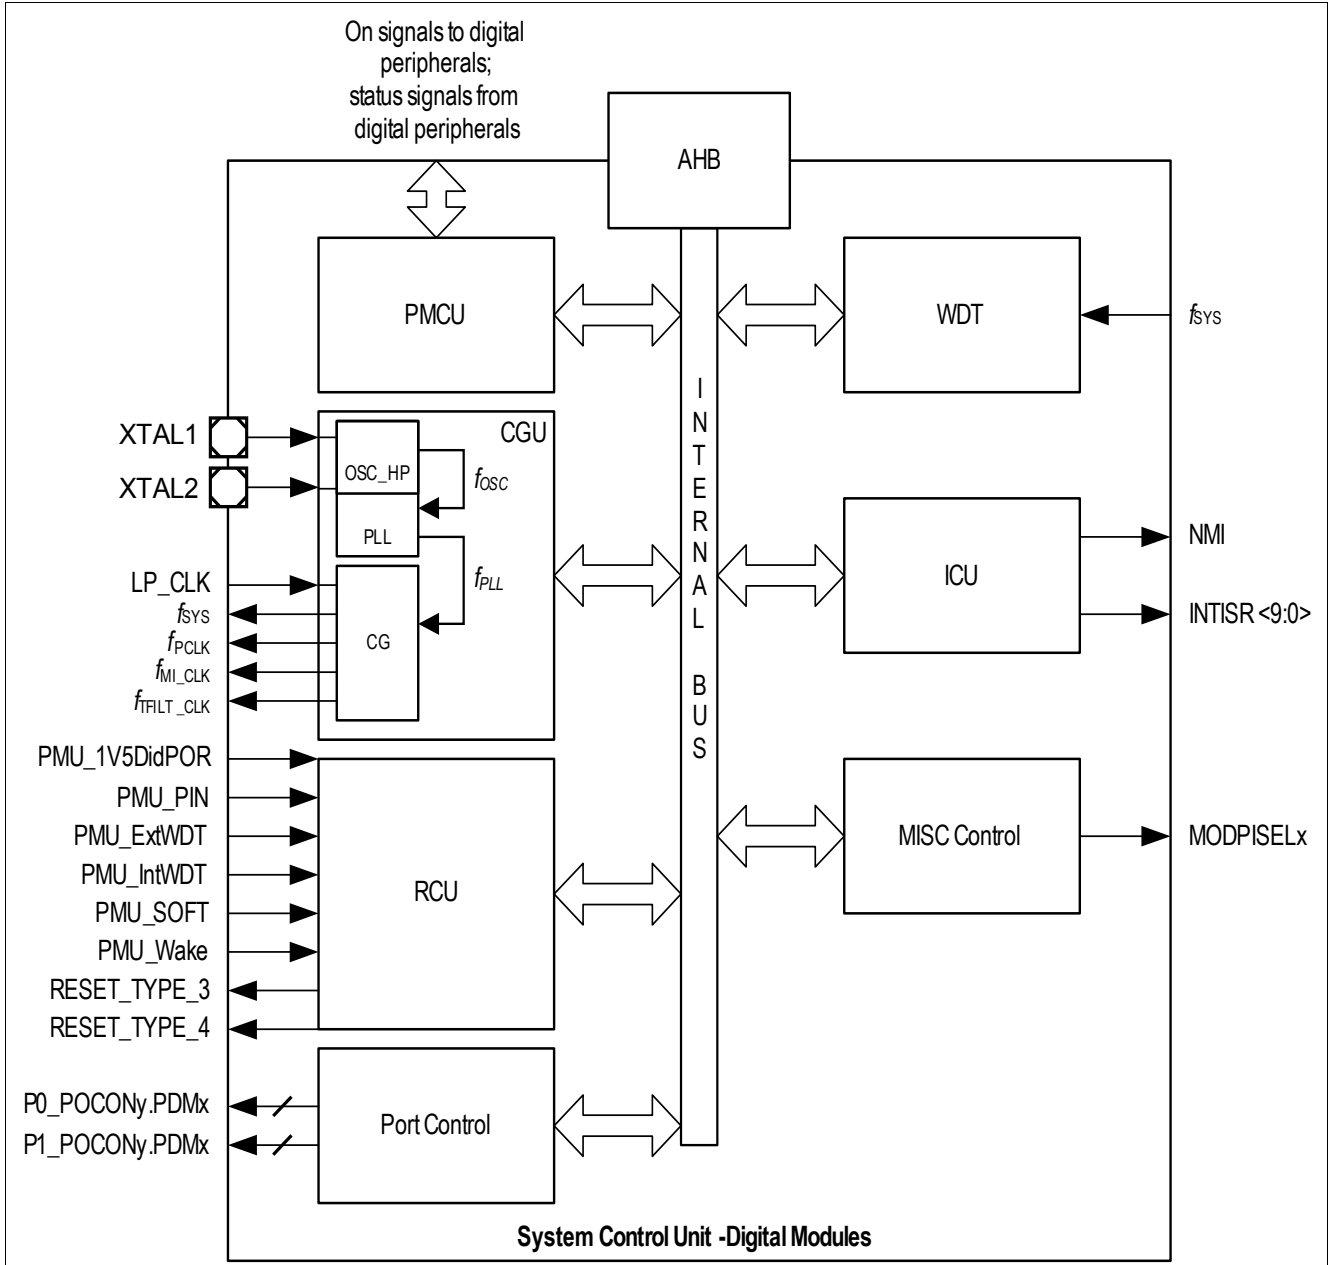 On signals to digital
peripherals;
status signals from
digital peripherals
AHB
PMCU
WDT
fSYS
XTAL1
XTAL2
CGU
OSC_HP
fOSC
PLL
fPLL
LP_CLK
fSYS
fPCLK
fMI_CLK
fTFILT_CLK
CG
INTERNAL BUS
ICU
NMI
INTISR <9:0>
PMU_1V5DidPOR
PMU_PIN
PMU_ExtWDT
PMU_IntWDT
PMU_SOFT
PMU_Wake
RESET_TYPE_3
RESET_TYPE_4
RCU
MISC Control
MODPISELx
P0_POCONy.PDMx
P1_POCONy.PDMx
Port Control
System Control Unit -Digital Modules